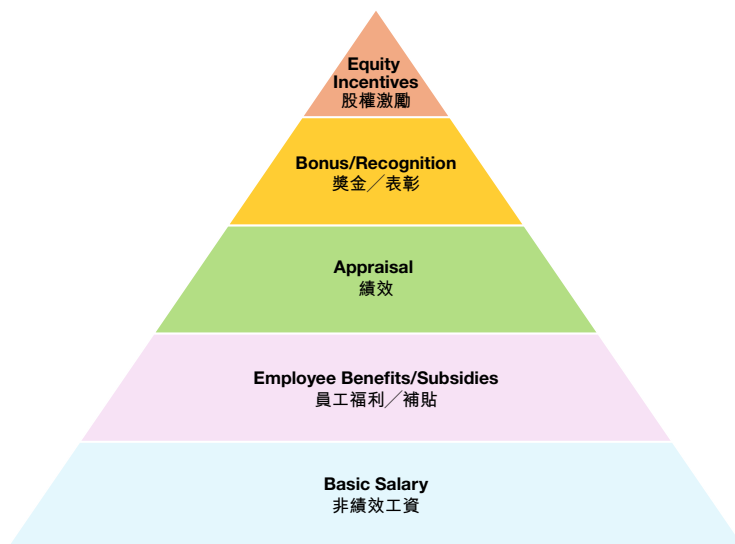 Equity
Incentives
股權激勵
Bonus/Recognition
獎金╱表彰
Appraisal
績效
Employee Benefits/Subsidies
員工福利╱補貼
Basic Salary
非績效工資